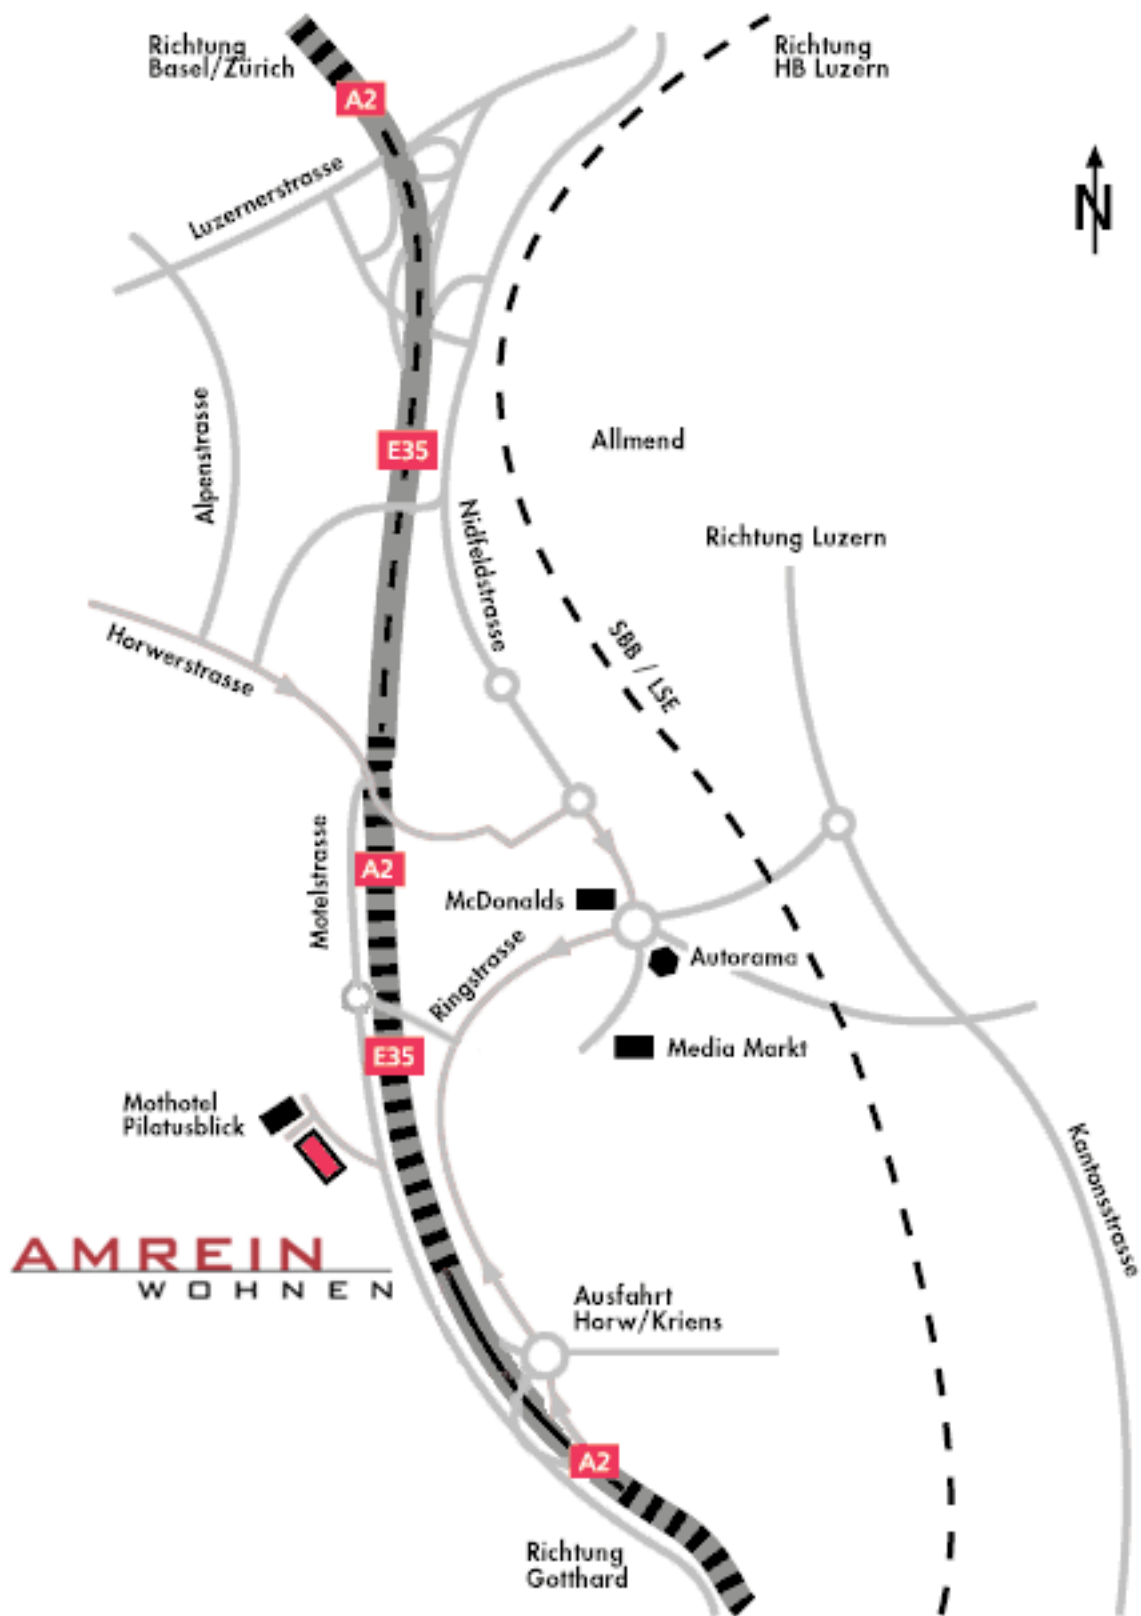 Richtung
Basel/Zürich
Richtung
HB Luzern
A2
N
Luzernerstrasse
Alpenstrasse
E35
Allmend
Nidfeldstrasse
Richtung Luzern
Horwerstrasse
SBB / LSE
Motelstrasse
A2
McDonalds
Ringstrasse
Autorama
E35
Media Markt
Mothotel
Pilatusblick
Kantonsstrasse
AMREIN
WOHNEN
Ausfahrt
Horw/Kriens
A2
Richtung
Gotthard